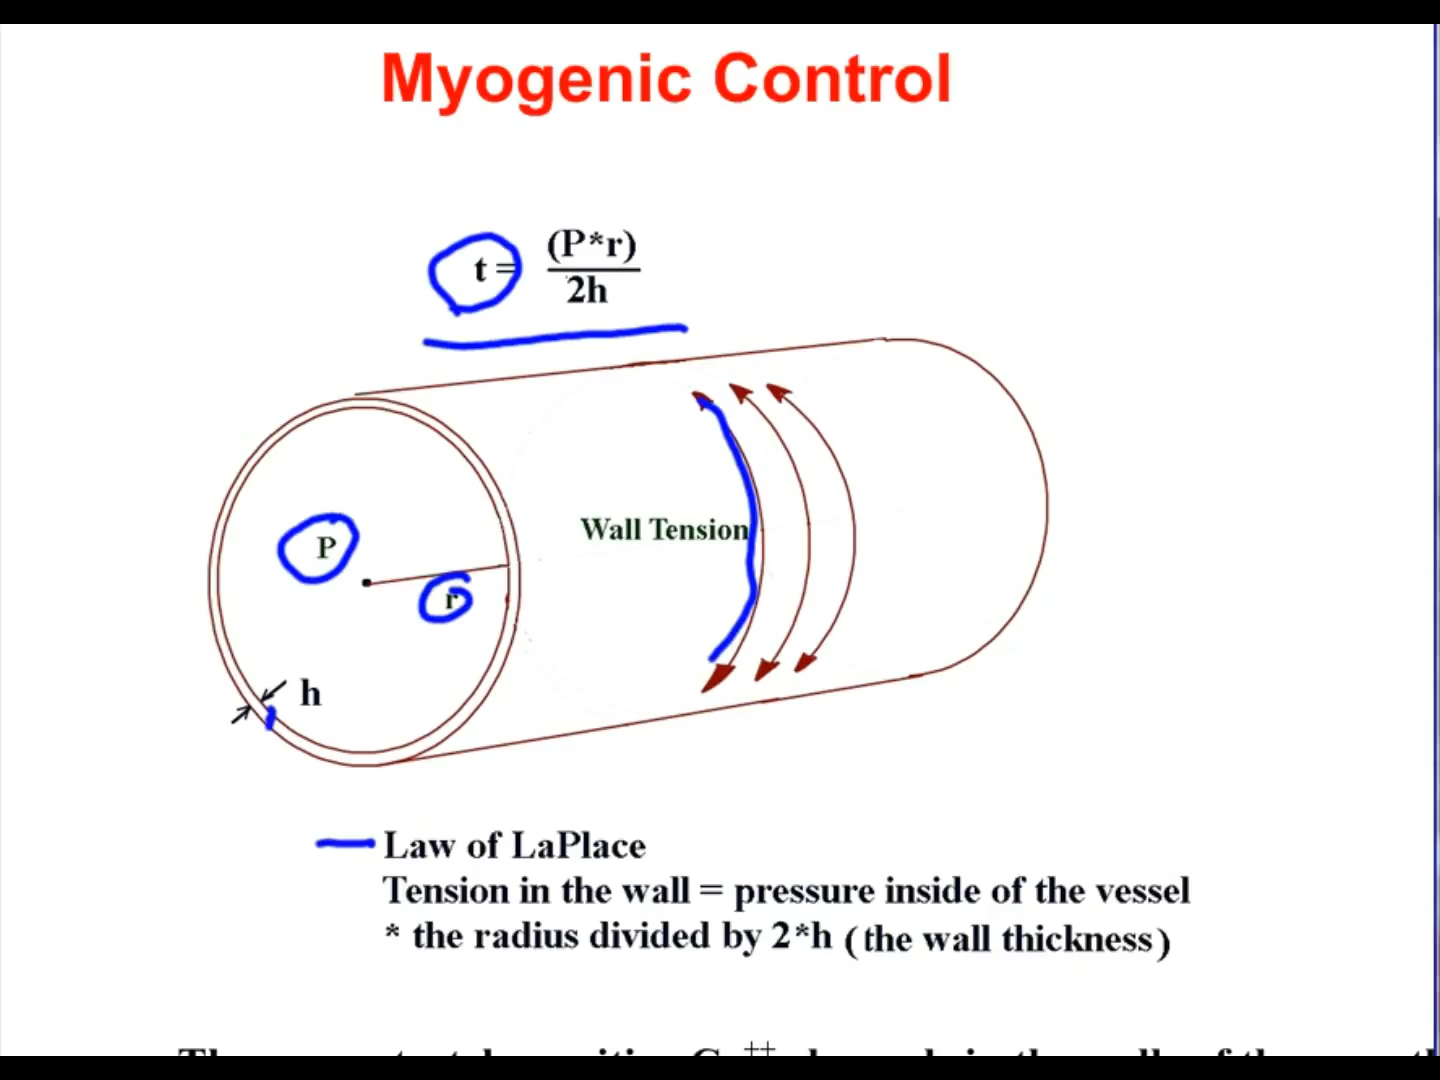 Myogenic Control
t = (P*r)
2h
Wall Tension
P
r
h
Law of LaPlace
Tension in the wall = pressure inside of the vessel
* the radius divided by 2*h (the wall thickness)